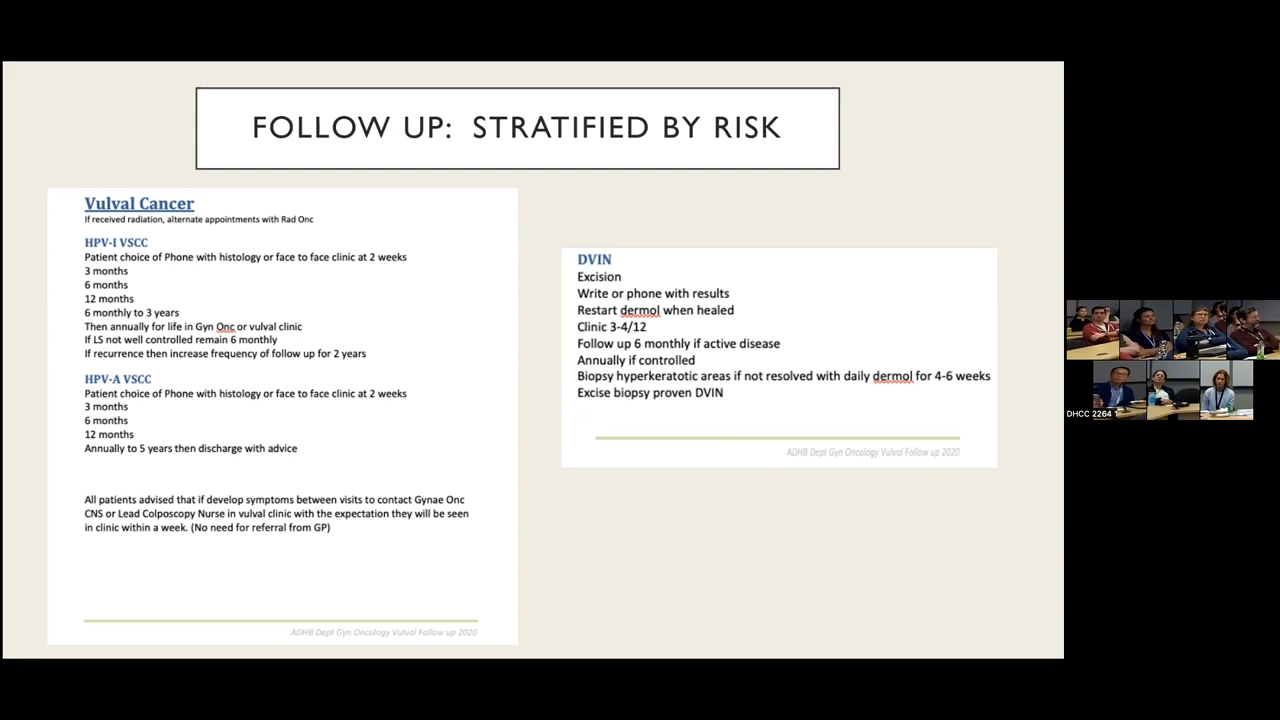 FOLLOW UP: STRATIFIED BY RISK
Vulval Cancer
If received radiation, alternate appointments with Rad Onc
HPV-I VSCC
Patient choice of Phone with histology or face to face clinic at 2 weeks
3 months
6 months
12 months
6 monthly to 3 years
Then annually for life in Gyn Onc or vulval clinic
If LS not well controlled remain 6 monthly
If recurrence then increase frequency of follow up for 2 years
HPV-A VSCC
Patient choice of Phone with histology or face to face clinic at 2 weeks
3 months
6 months
12 months
Annually to 5 years then discharge with advice
All patients advised that if develop symptoms between visits to contact Gynae Onc
CNS or Lead Colposcopy Nurse in vulval clinic with the expectation they will be seen
in clinic within a week. (No need for referral from GP)
ADHB Dept Gyn Oncology Vulval Follow up 2020
DVIN
Excision
Write or phone with results
Restart dermol when healed
Clinic 3-4/12
Follow up 6 monthly if active disease
Annually if controlled
Biopsy hyperkeratotic areas if not resolved with daily dermol for 4-6 weeks
Excise biopsy proven DVIN
ADHB Dept Gyn Oncology Vulval Follow up 2020
DHCC 2264 1